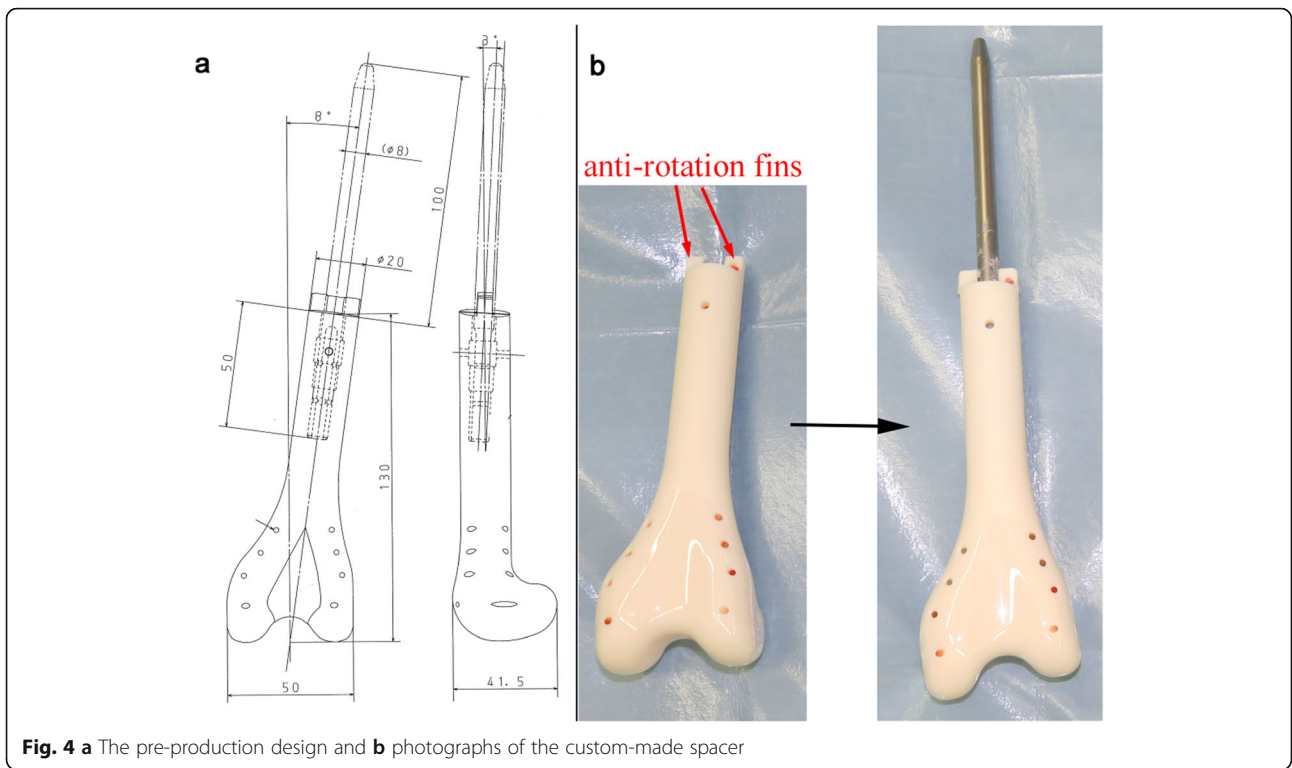 a
3°
8°
(φ8)
100
φ20
50
130
50
41.5
b
anti-rotation fins
Fig. 4 a The pre-production design and b photographs of the custom-made spacer